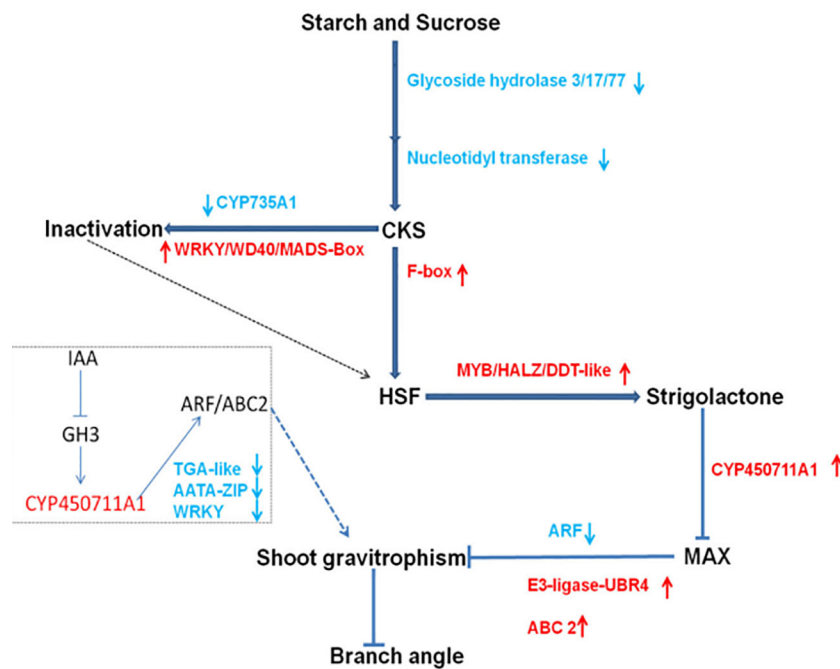 Starch and Sucrose
Glycoside hydrolase 3/17/77 ↓
Nucleotidyl transferase ↓
↓ CYP735A1
Inactivation
CKS
↑ WRKY/WD40/MADS-Box
F-box ↑
IAA
MYB/HALZ/DDT-like ↑
ARF/ABC2
HSF
Strigolactone
GH3
TGA-like ↓
CYP450711A1 ↑
AATA-ZIP ↓
CYP450711A1
WRKY ↓
ARF ↓
Shoot gravitrophism
MAX
E3-ligase-UBR4 ↑
ABC 2 ↑
Branch angle